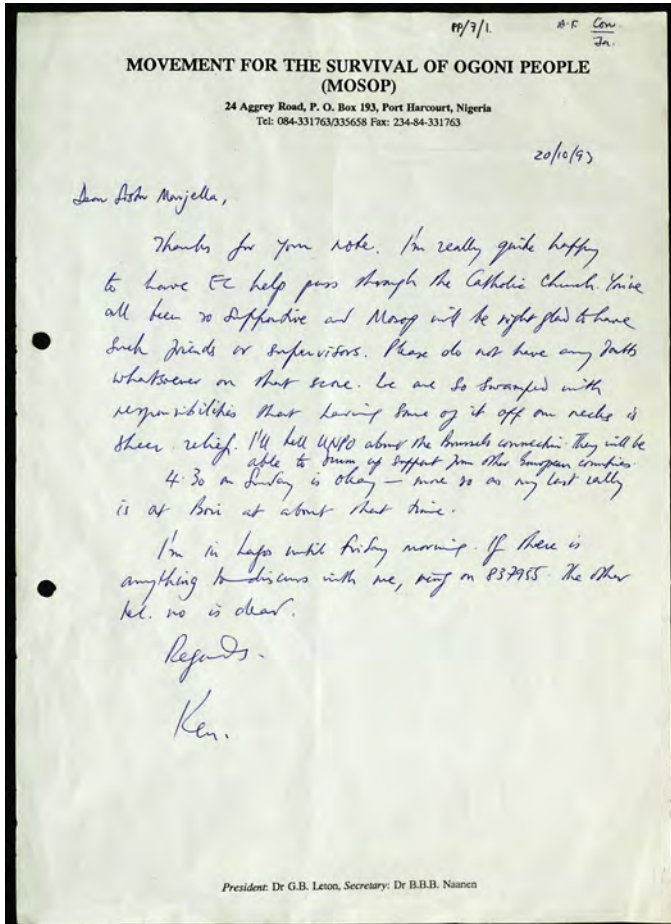 PP/7/1
MOVEMENT FOR THE SURVIVAL OF OGONI PEOPLE
(MOSOP)
24 Aggrey Road, P. O. Box 193, Port Harcourt, Nigeria
Tel: 084-331763/335658 Fax: 234-84-331763
20/10/93
Dear Sister Marjella,
Thanks for your note. I'm really quite happy
to have EC help pass through the Catholic Church. You've
all been so supportive and Mosop will be right glad to have
such friends or supervisors. Please do not have any doubts
whatsoever on that score. We are so swamped with
responsibilities that having some of it off our necks is
sheer relief. I'll tell UNPO about the Brussels connection. They will be
able to drum up support from other European countries.
4.30 on Sunday is okay — more so as my last rally
is at Bori at about that time.
I'm in Lagos until Friday morning. If there is
anything to discuss with me, ring on 837955. The other
tel. no is dead.
Regards.
Ken.
President: Dr G.B. Leton, Secretary: Dr B.B.B. Naanen